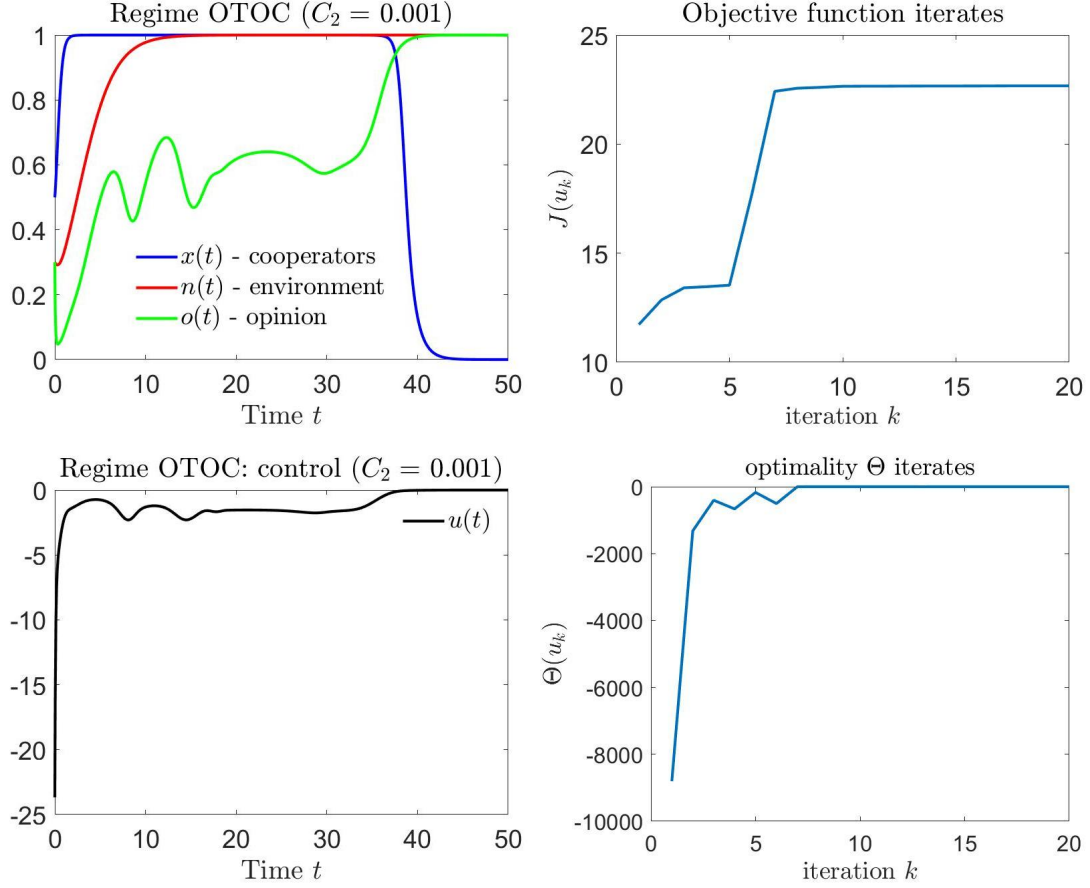 Regime OTOC (C₂ = 0.001)
1
0.8
0.6
0.4
0.2
0
x(t) - cooperators
n(t) - environment
o(t) - opinion
0 10 20 30 40 50
Time t
Objective function iterates
25
20
15
10
J(u_k)
0 5 10 15 20
iteration k
Regime OTOC: control (C₂ = 0.001)
0
-5
-10
-15
-20
-25
u(t)
0 10 20 30 40 50
Time t
optimality Θ iterates
0
-2000
-4000
-6000
-8000
-10000
Θ(u_k)
0 5 10 15 20
iteration k